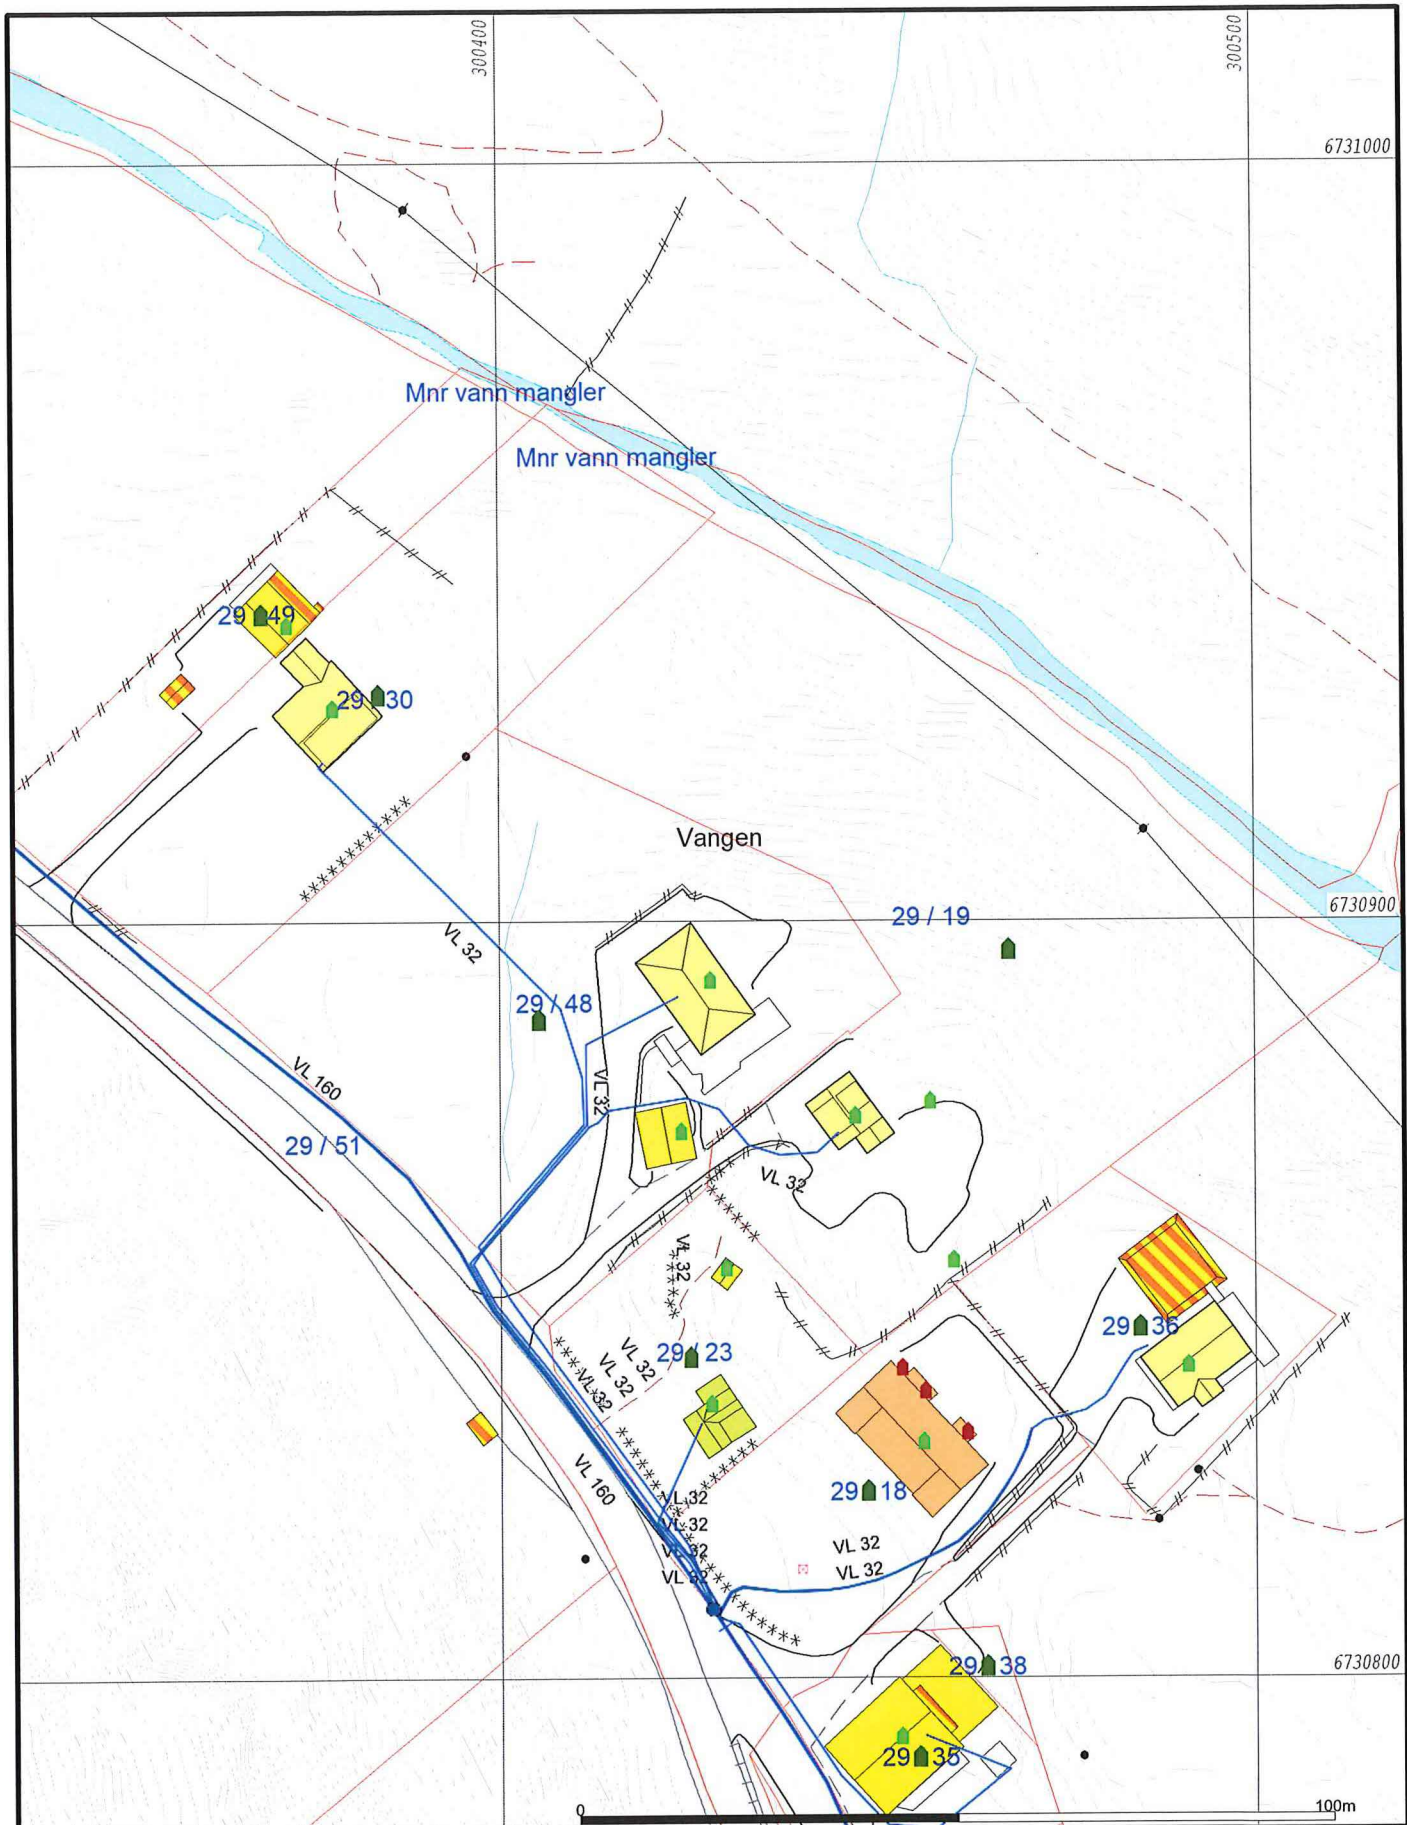 300400
300500
6731000
Mnr vann mangler
Mnr vann mangler
29 / 49
29 / 30
Vangen
29 / 19
6730900
VL 32
29 / 48
VL 160
VL 32
29 / 51
VL 32
VL 32
29 / 36
29 / 23
VL 32
VL 32
VL 32
VL 160
29 / 18
VL 32
VL 32
VL 32
VL 32
VL 32
VL 32
29 / 38
6730800
29 / 35
0
100m